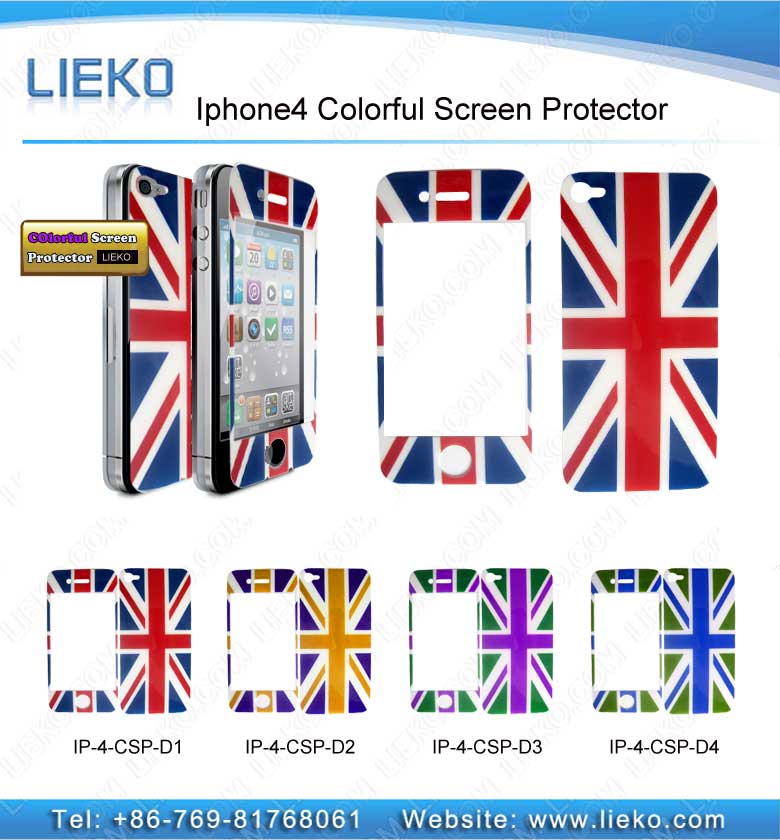 LIEKO
Iphone4 Colorful Screen Protector
COlorful Screen
Protector LIEKO
IP-4-CSP-D1
IP-4-CSP-D2
IP-4-CSP-D3
IP-4-CSP-D4
Tel: +86-769-81768061 Website: www.lieko.com